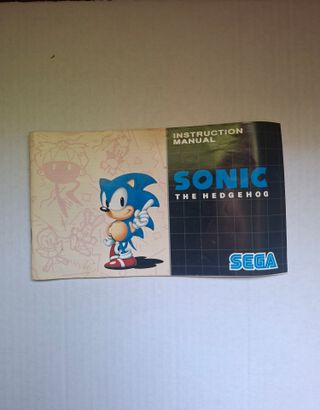 INSTRUCTION
MANUAL
SONIC
THE HEDGEHOG
SEGA